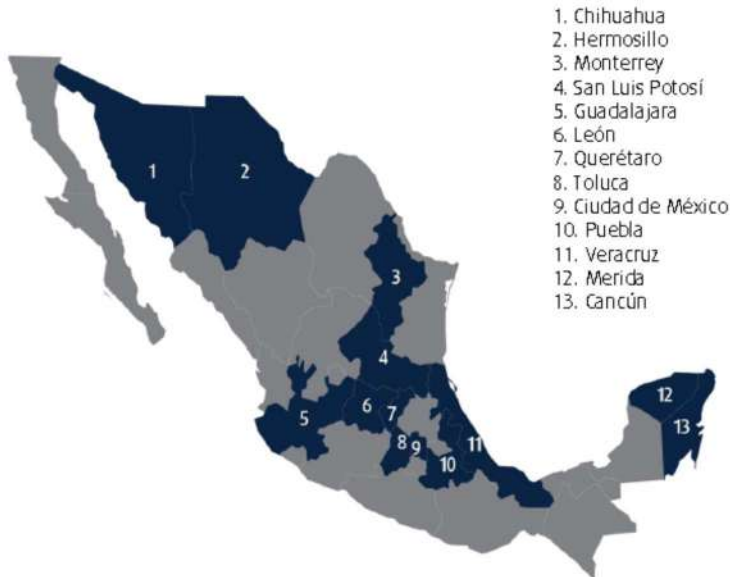 1. Chihuahua
2. Hermosillo
3. Monterrey
4. San Luis Potosí
5. Guadalajara
6. León
7. Querétaro
8. Toluca
9. Ciudad de México
10. Puebla
11. Veracruz
12. Merida
13. Cancún
1
2
3
4
5
6
7
8
9
10
11
12
13